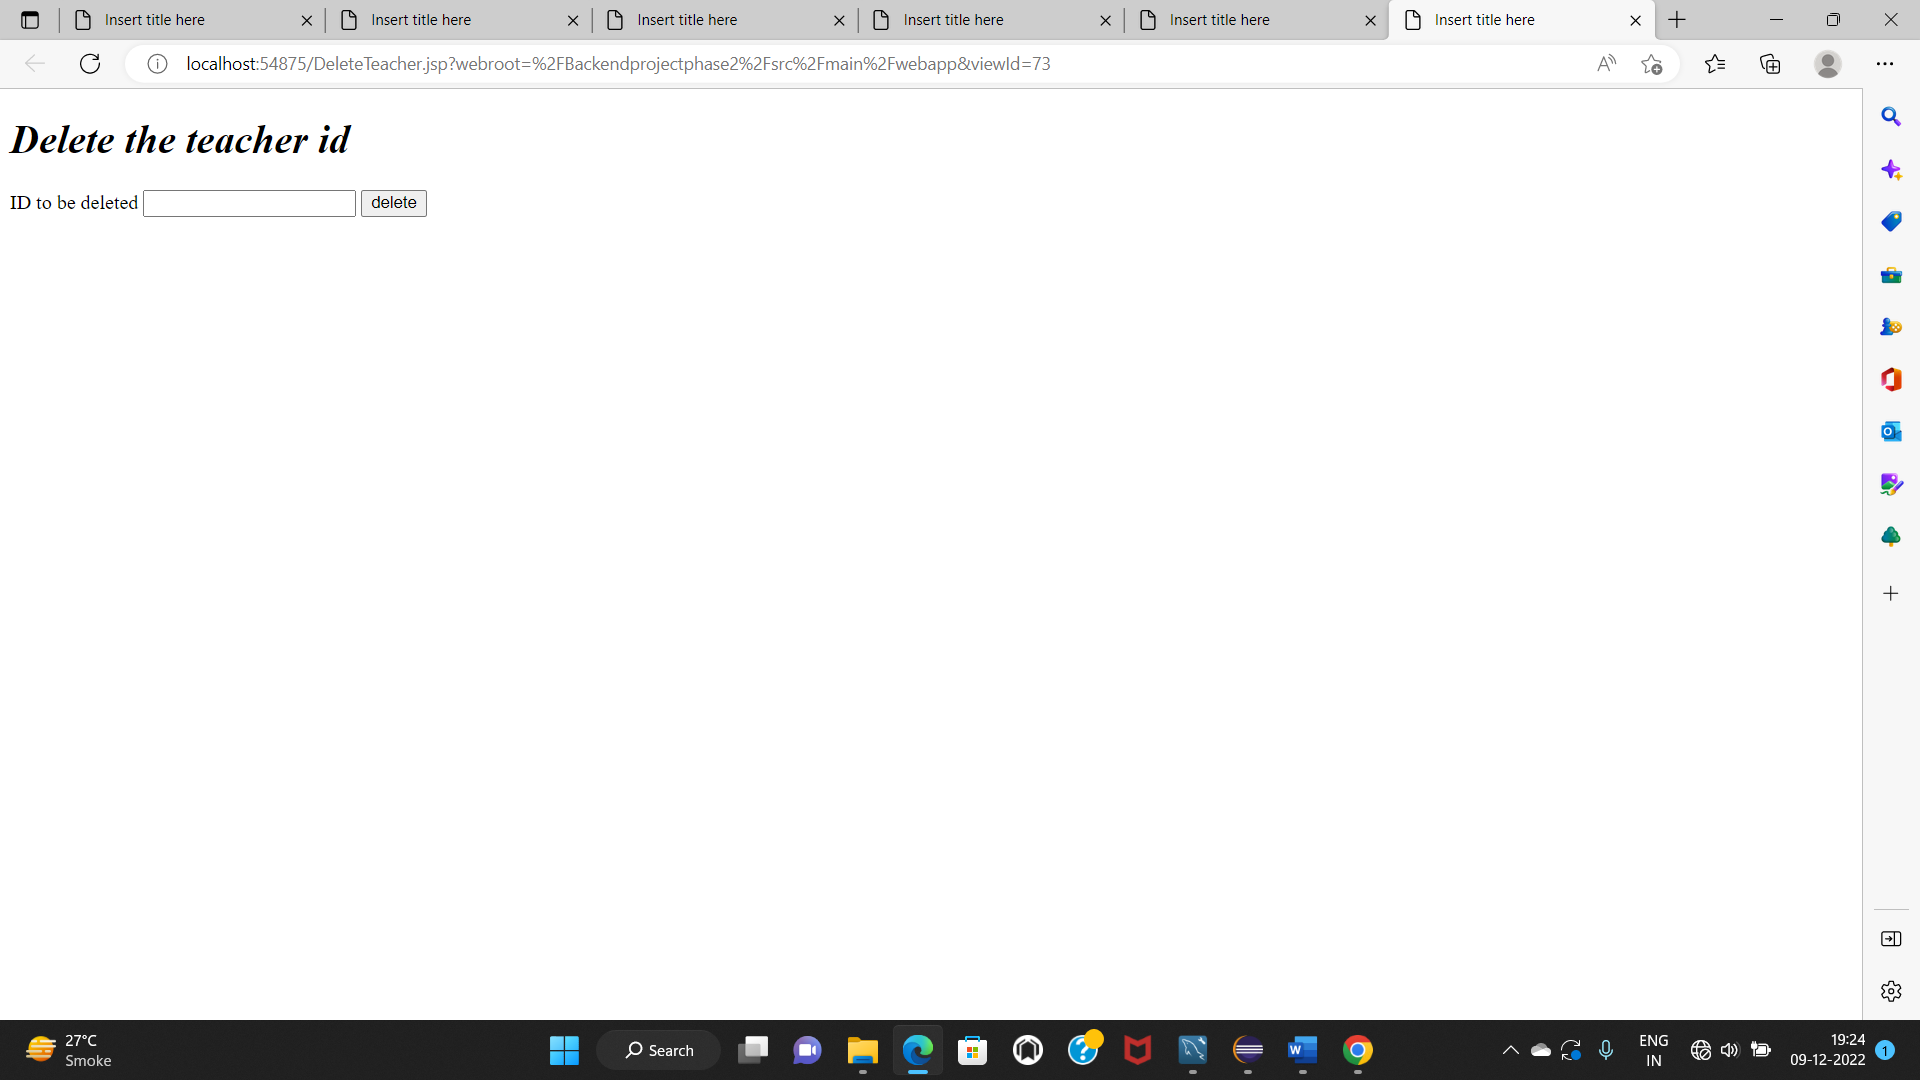 Insert title here
Insert title here
Insert title here
Insert title here
Insert title here
Insert title here
localhost:54875/DeleteTeacher.jsp?webroot=%2FBackendprojectphase2%2Fsrc%2Fmain%2Fwebapp&viewId=73
Delete the teacher id
ID to be deleted delete
27°C
Smoke
Search
ENG
IN
19:24
09-12-2022
1